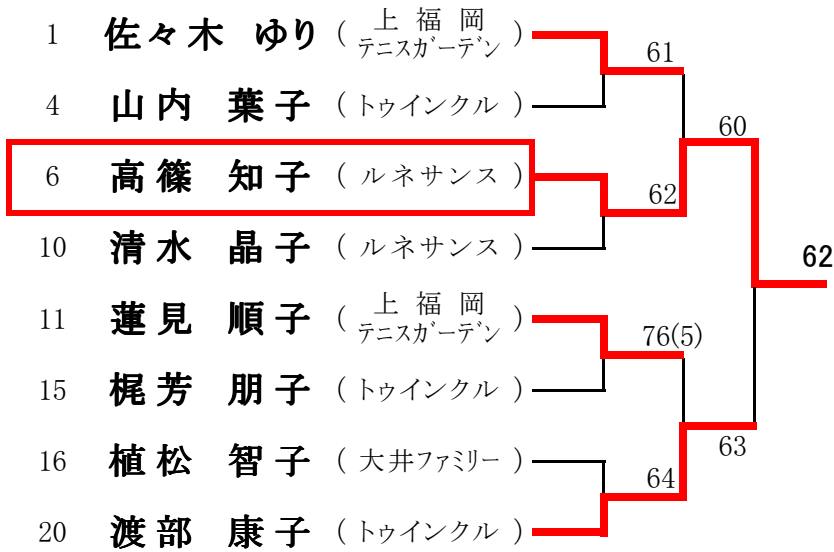 1 佐々木 ゆり ( 上福岡テニスガーデン )
61
4 山内 葉子 ( トゥインクル )
60
6 高篠 知子 ( ルネサンス )
62
10 清水 晶子 ( ルネサンス )
62
11 蓮見 順子 ( 上福岡テニスガーデン )
76(5)
15 梶芳 朋子 ( トゥインクル )
63
16 植松 智子 ( 大井ファミリー )
64
20 渡部 康子 ( トゥインクル )